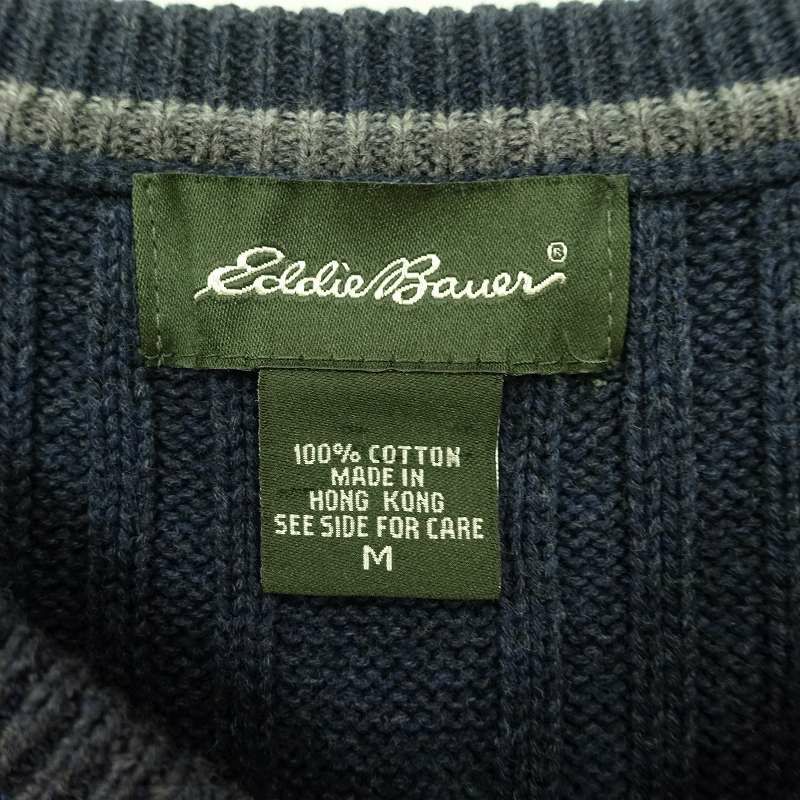 Eddie Bauer®
100% COTTON
MADE IN
HONG KONG
SEE SIDE FOR CARE
M